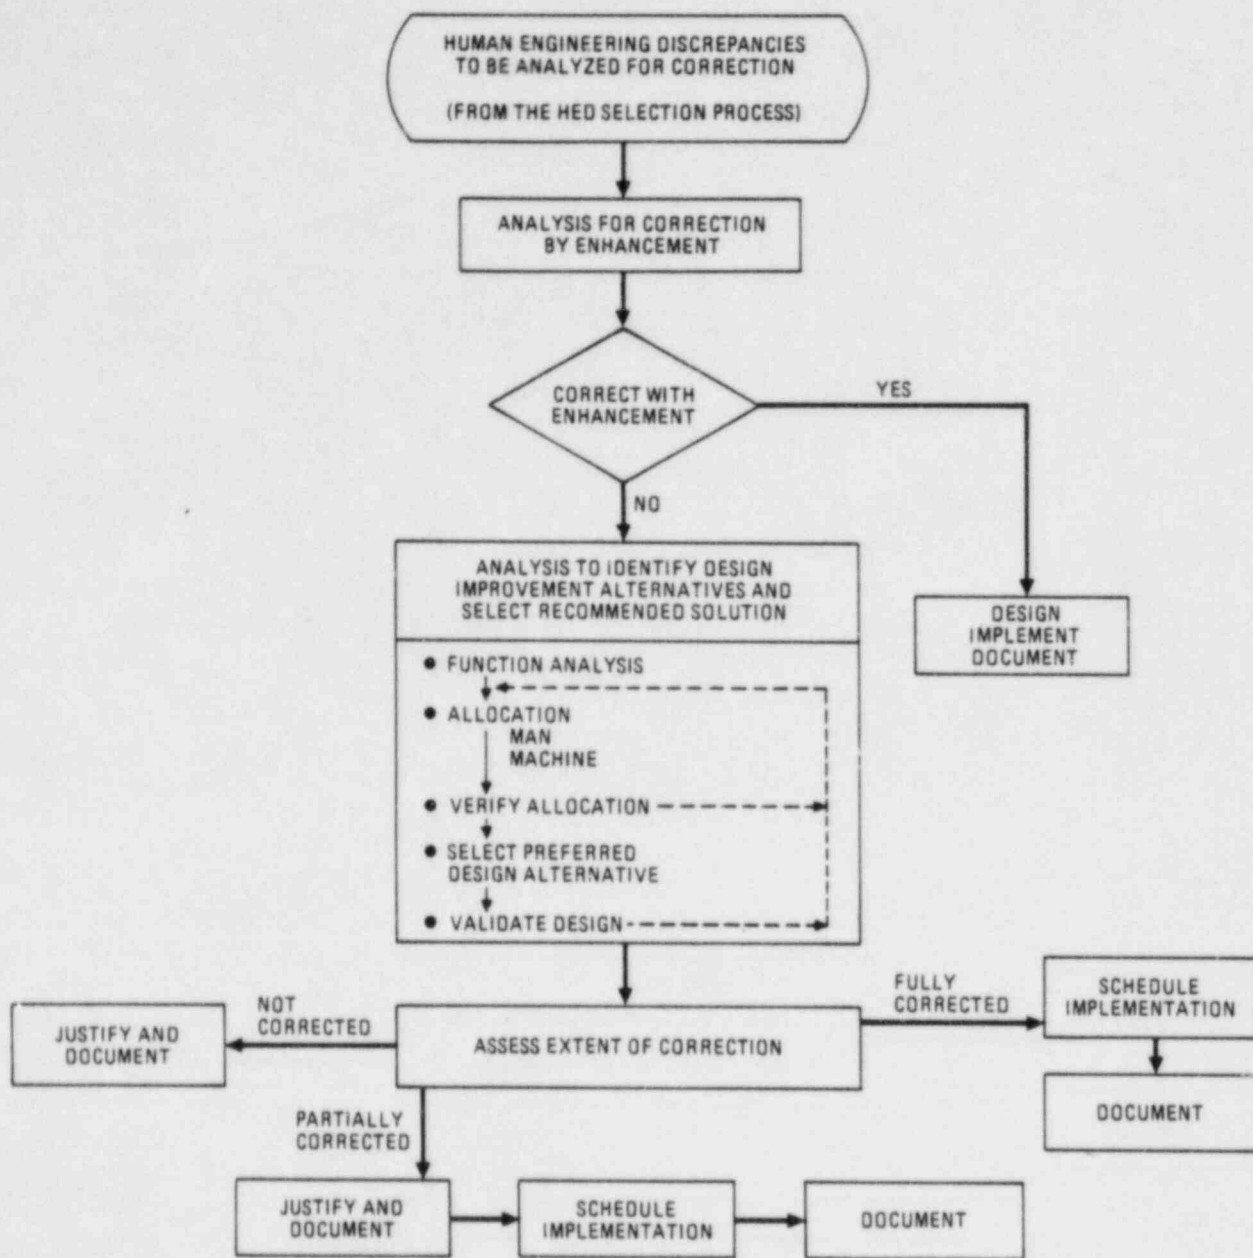 HUMAN ENGINEERING DISCREPANCIES
TO BE ANALYZED FOR CORRECTION
(FROM THE HED SELECTION PROCESS)
ANALYSIS FOR CORRECTION
BY ENHANCEMENT
CORRECT WITH
ENHANCEMENT
YES
NO
DESIGN
IMPLEMENT
DOCUMENT
ANALYSIS TO IDENTIFY DESIGN
IMPROVEMENT ALTERNATIVES AND
SELECT RECOMMENDED SOLUTION
● FUNCTION ANALYSIS
● ALLOCATION
MAN
MACHINE
● VERIFY ALLOCATION
● SELECT PREFERRED
DESIGN ALTERNATIVE
● VALIDATE DESIGN
ASSESS EXTENT OF CORRECTION
NOT
CORRECTED
JUSTIFY AND
DOCUMENT
FULLY
CORRECTED
SCHEDULE
IMPLEMENTATION
DOCUMENT
PARTIALLY
CORRECTED
JUSTIFY AND
DOCUMENT
SCHEDULE
IMPLEMENTATION
DOCUMENT